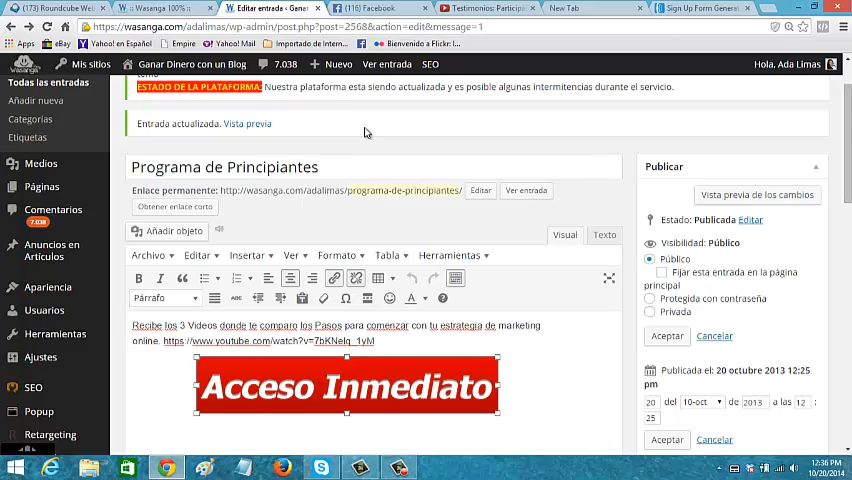 (173) Roundcube Web
:: Wasanga 100% ::
Editar entrada ‹ Ganar
(116) Facebook
Testimonios: Particip
New Tab
Sign Up Form Generat
https://wasanga.com/adalimas/wp-admin/post.php?post=2568&action=edit&message=1
Apps
eBay
Yahoo! en Español
Yahoo!
Gmail
Importado de Intern...
Bienvenido a Flickr:...
Mis sitios
Ganar Dinero con un Blog
7.038
Nuevo
Ver entrada
SEO
Hola, Ada Limas
Todas las entradas
Añadir nueva
Categorías
Etiquetas
Medios
Páginas
Comentarios
7.038
Anuncios en
Artículos
Apariencia
Usuarios
Herramientas
Ajustes
SEO
Popup
Retargeting
tema
ESTADO DE LA PLATAFORMA: Nuestra plataforma esta siendo actualizada y es posible algunas intermitencias durante el servicio.
Entrada actualizada. Vista previa
Programa de Principiantes
Enlace permanente: http://wasanga.com/adalimas/programa-de-principiantes/
Editar
Ver entrada
Obtener enlace corto
Añadir objeto
Visual
Texto
Archivo
Editar
Insertar
Ver
Formato
Tabla
Herramientas
B I
Párrafo
ABC
Recibe los 3 Videos donde te comparo los Pasos para comenzar con tu estrategia de marketing
online. https://www.youtube.com/watch?v=7bKNeIq_1yM
Acceso Inmediato
Publicar
Vista previa de los cambios
Estado: Publicada Editar
Visibilidad: Público
Público
Fijar esta entrada en la página
principal
Protegida con contraseña
Privada
Aceptar
Cancelar
Publicada el: 20 octubre 2013 12:25
pm
20 del 10-oct de 2013 a las 12 :
25
Aceptar
Cancelar
12:36 PM
10/20/2014